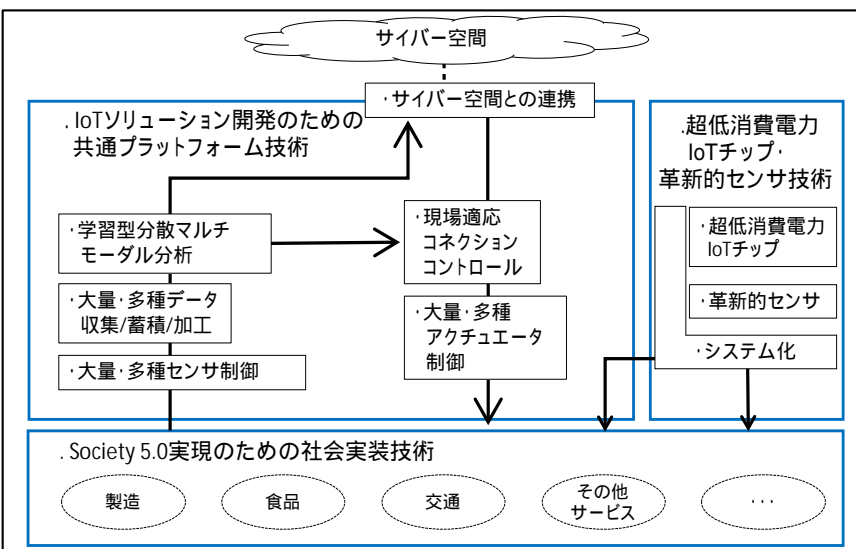 サイバー空間
･サイバー空間との連携
. IoTソリューション開発のための
共通プラットフォーム技術
･学習型分散マルチ
モーダル分析
･大量･多種データ
収集/蓄積/加工
･大量･多種センサ制御
･現場適応
コネクション
コントロール
･大量･多種
アクチュエータ
制御
.超低消費電力
IoTチップ･
革新的センサ技術
･超低消費電力
IoTチップ
･革新的センサ
･システム化
. Society 5.0実現のための社会実装技術
製造
食品
交通
その他
サービス
･･･